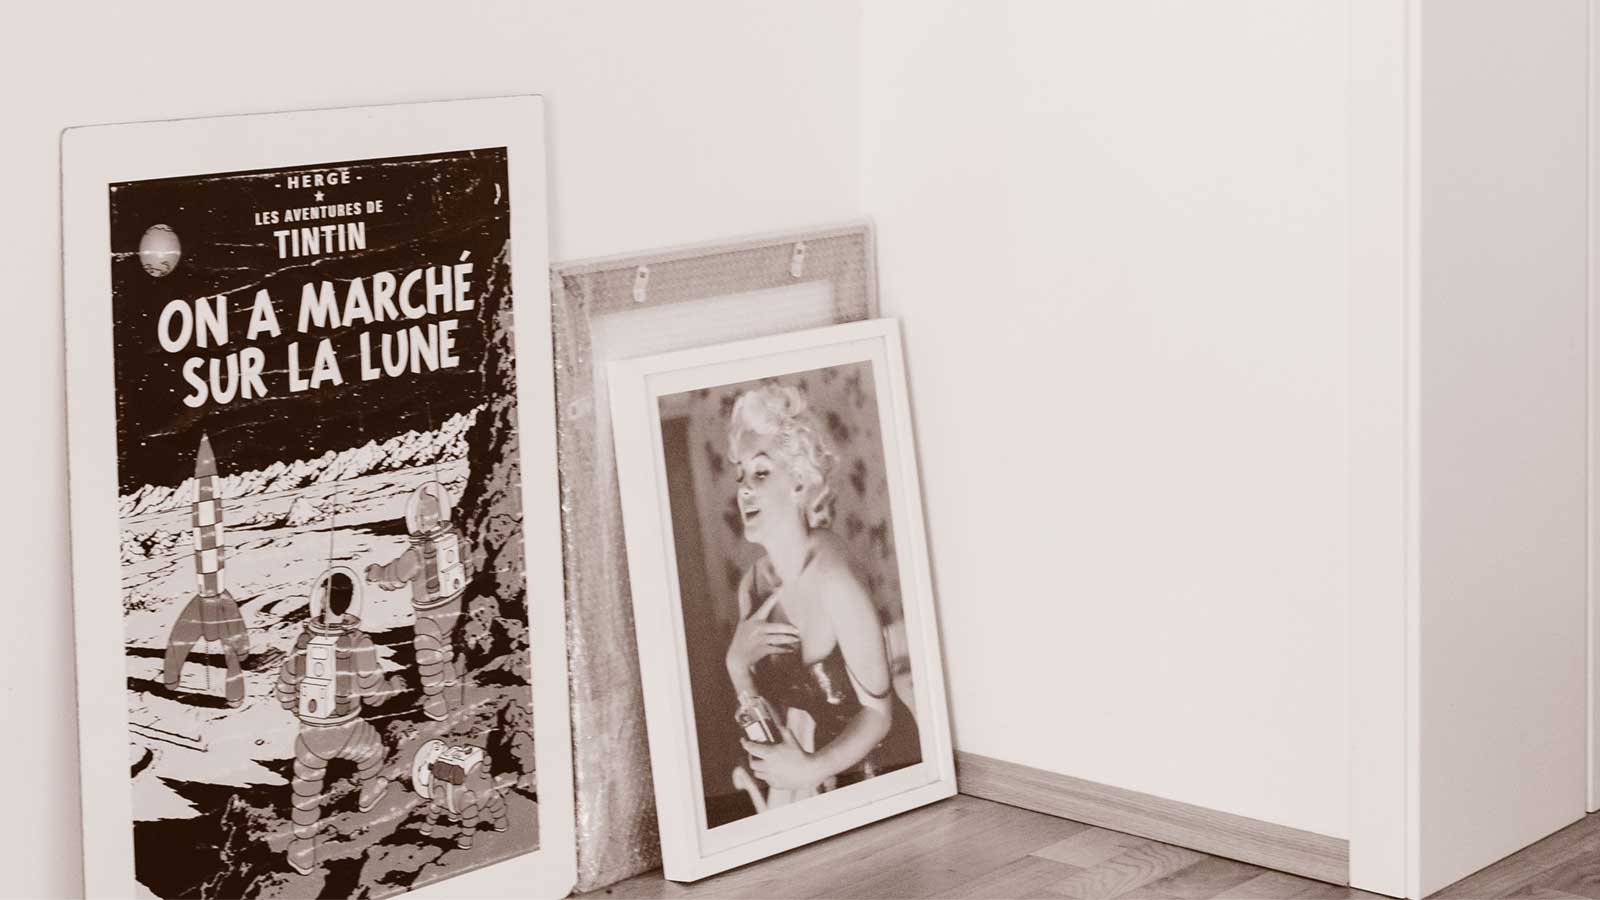 - HERGÉ -
LES AVENTURES DE
TINTIN
ON A MARCHÉ
SUR LA LUNE